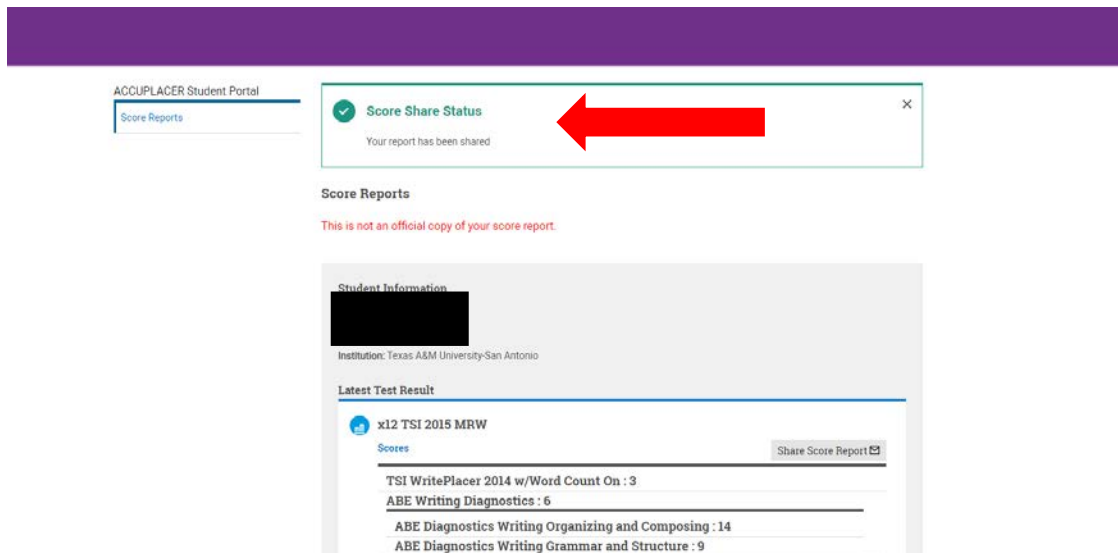 ACCUPLACER Student Portal
Score Reports
Score Share Status
Your report has been shared
Score Reports
This is not an official copy of your score report.
Student Information
Institution: Texas A&M University-San Antonio
Latest Test Result
x12 TSI 2015 MRW
Scores
Share Score Report
TSI WritePlacer 2014 w/Word Count On : 3
ABE Writing Diagnostics : 6
ABE Diagnostics Writing Organizing and Composing : 14
ABE Diagnostics Writing Grammar and Structure : 9